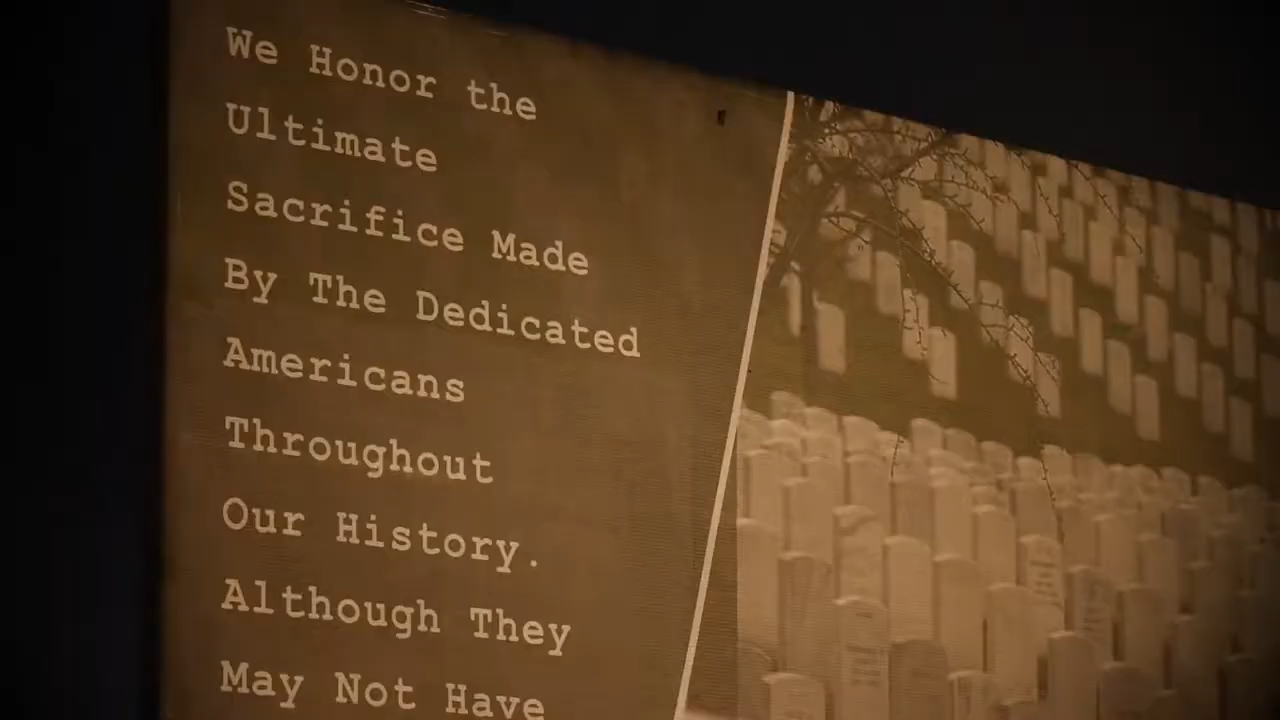 We Honor the
Ultimate
Sacrifice Made
By The Dedicated
Americans
Throughout
Our History.
Although They
May Not Have